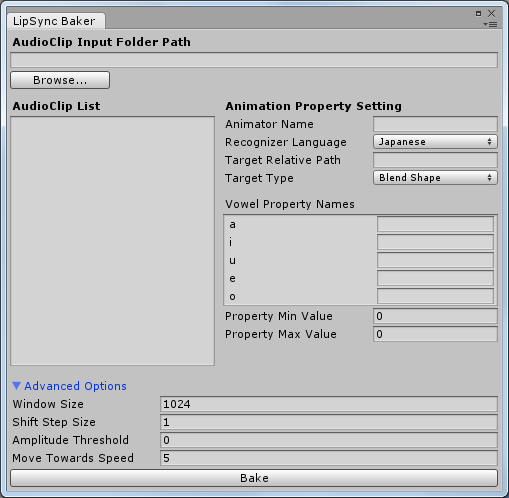 LipSync Baker
AudioClip Input Folder Path
Browse...
AudioClip List
Animation Property Setting
Animator Name
Recognizer Language Japanese
Target Relative Path
Target Type Blend Shape
Vowel Property Names
a
i
u
e
o
Property Min Value 0
Property Max Value 0
Advanced Options
Window Size 1024
Shift Step Size 1
Amplitude Threshold 0
Move Towards Speed 5
Bake